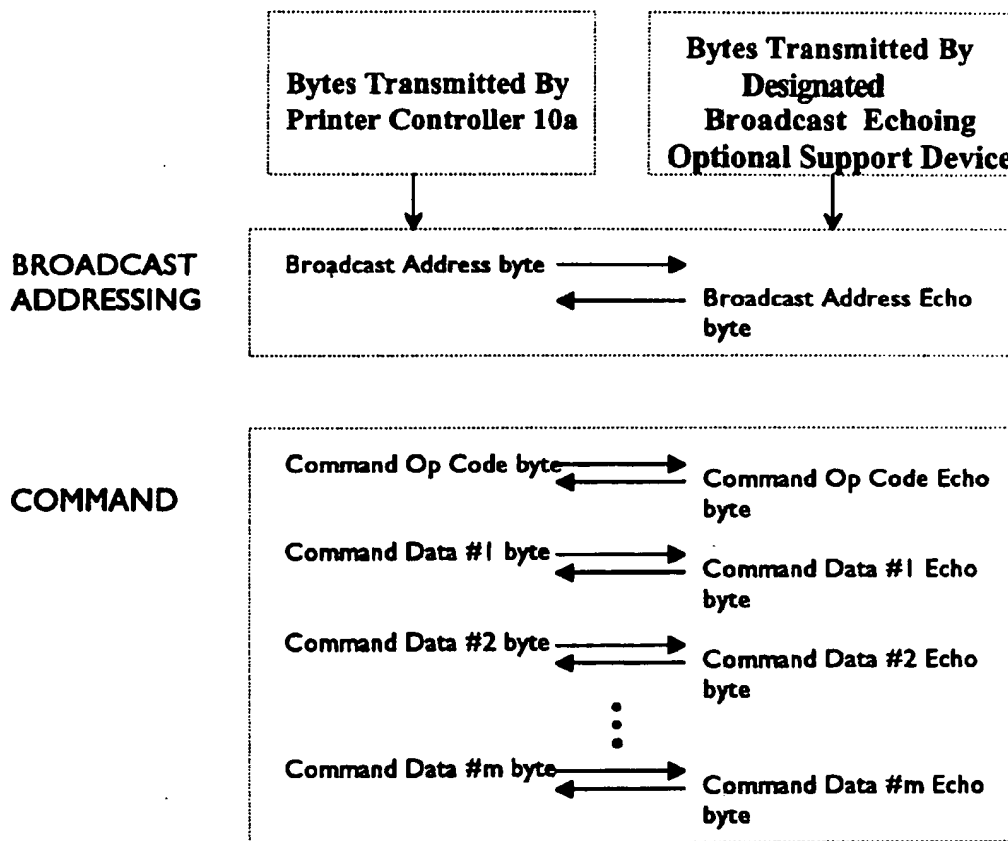 Bytes Transmitted By
Printer Controller 10a
Bytes Transmitted By
Designated
Broadcast Echoing
Optional Support Device
BROADCAST
ADDRESSING
Broadcast Address byte
Broadcast Address Echo
byte
COMMAND
Command Op Code byte
Command Op Code Echo
byte
Command Data #1 byte
Command Data #1 Echo
byte
Command Data #2 byte
Command Data #2 Echo
byte
Command Data #m byte
Command Data #m Echo
byte